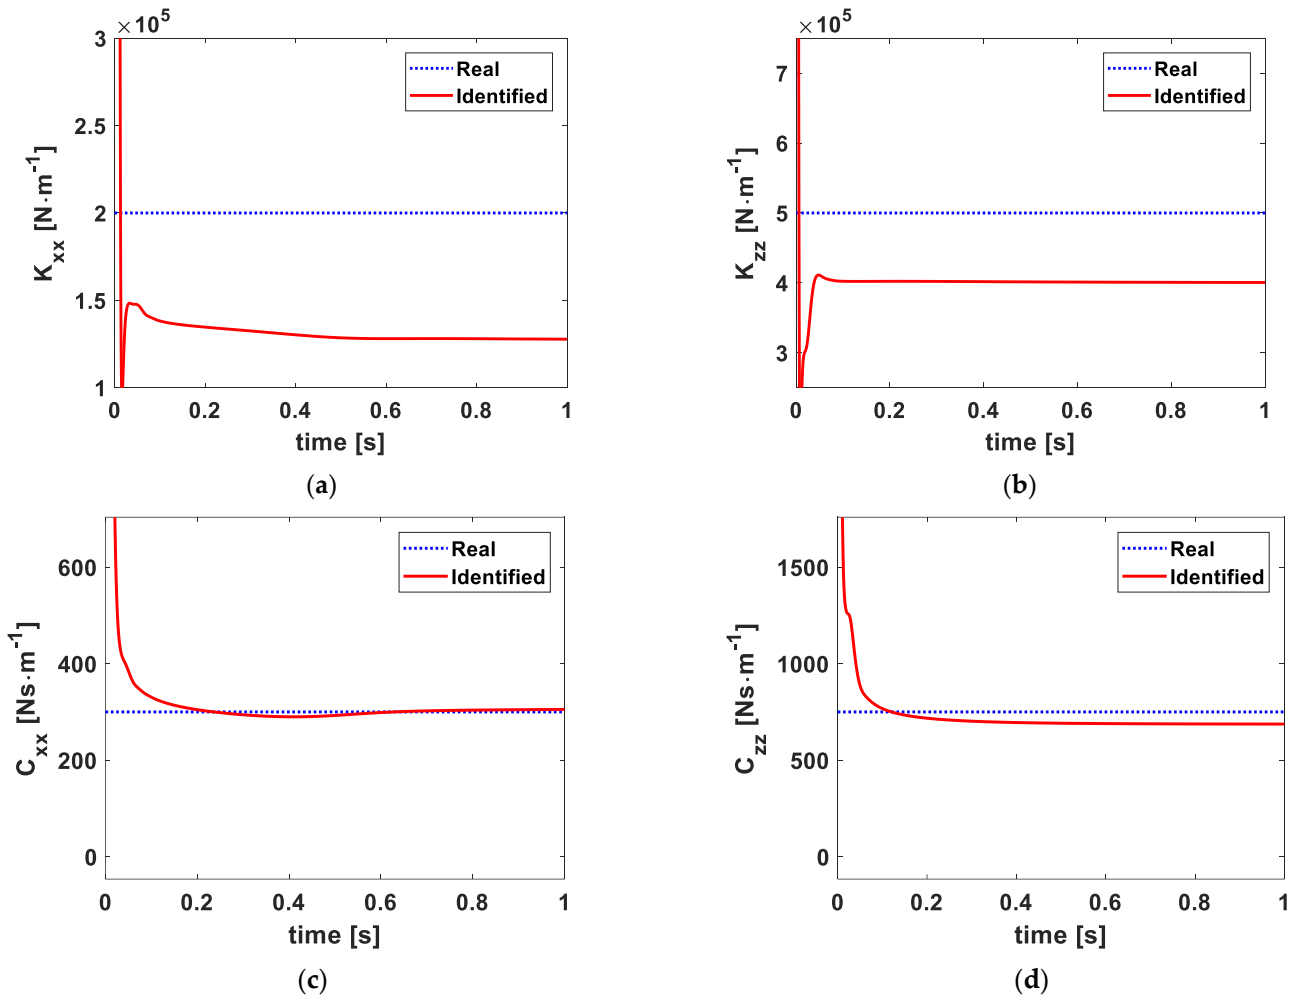 ×10⁵
3
2.5
2
1.5
1
K_xx [N·m⁻¹]
Real
Identified
0 0.2 0.4 0.6 0.8 1
time [s]
(a)
×10⁵
7
6
5
4
3
K_zz [N·m⁻¹]
Real
Identified
0 0.2 0.4 0.6 0.8 1
time [s]
(b)
600
400
200
0
C_xx [Ns·m⁻¹]
Real
Identified
0 0.2 0.4 0.6 0.8 1
time [s]
(c)
1500
1000
500
0
C_zz [Ns·m⁻¹]
Real
Identified
0 0.2 0.4 0.6 0.8 1
time [s]
(d)